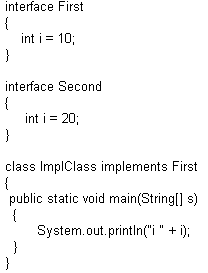 interface First
{
int i = 10;
}
interface Second
{
int i = 20;
}
class ImplClass implements First
{
public static void main(String[] s)
{
System.out.println("i " + i);
}
}